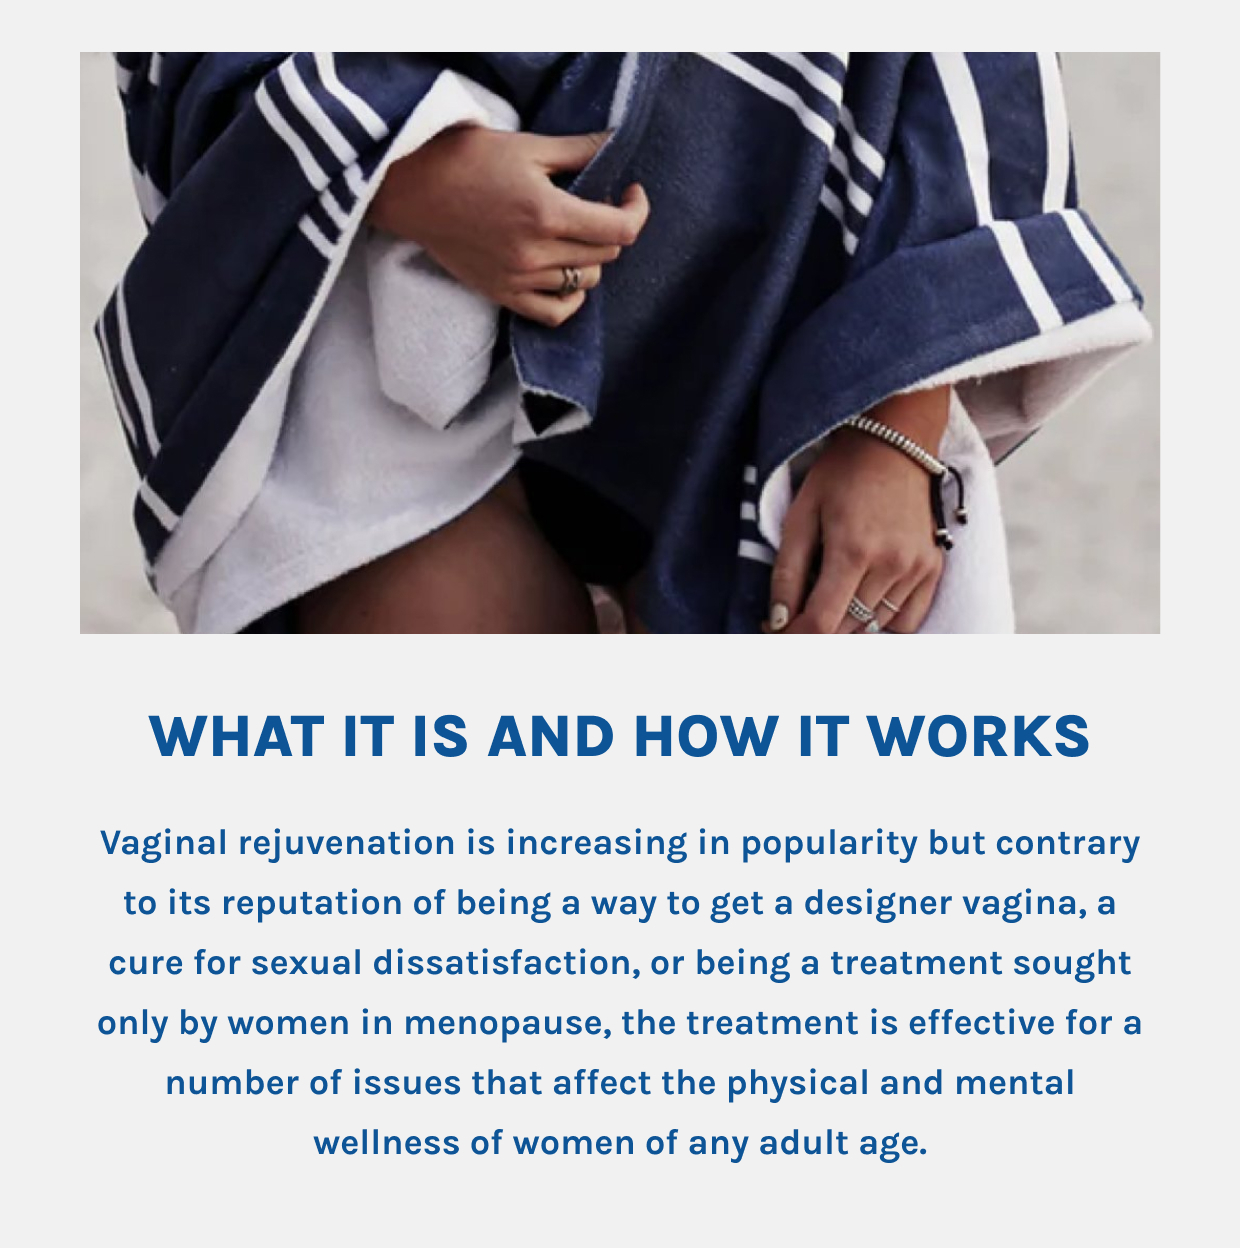 WHAT IT IS AND HOW IT WORKS
Vaginal rejuvenation is increasing in popularity but contrary
to its reputation of being a way to get a designer vagina, a
cure for sexual dissatisfaction, or being a treatment sought
only by women in menopause, the treatment is effective for a
number of issues that affect the physical and mental
wellness of women of any adult age.